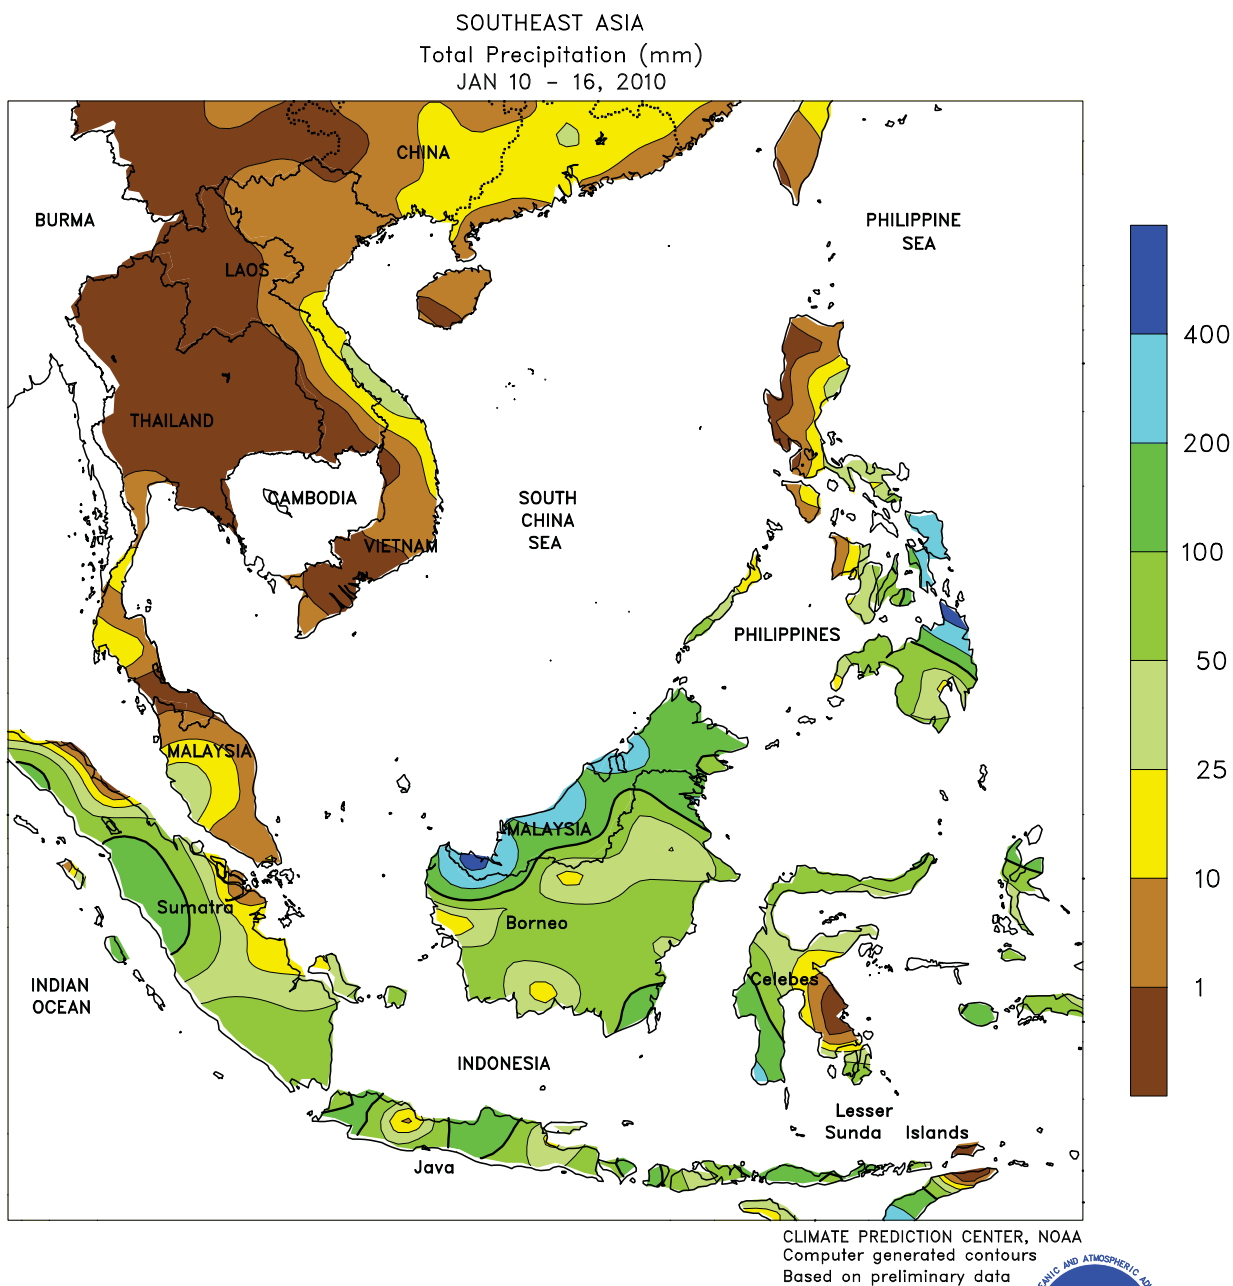 SOUTHEAST ASIA
Total Precipitation (mm)
JAN 10 - 16, 2010
CHINA
BURMA
PHILIPPINE
SEA
LAOS
400
THAILAND
200
CAMBODIA
SOUTH
CHINA
SEA
VIETNAM
100
PHILIPPINES
50
MALAYSIA
25
MALAYSIA
10
Sumatra
Borneo
Celebes
1
INDIAN
OCEAN
INDONESIA
Lesser
Sunda Islands
Java
CLIMATE PREDICTION CENTER, NOAA
Computer generated contours
Based on preliminary data
AND ATMOSPHERIC